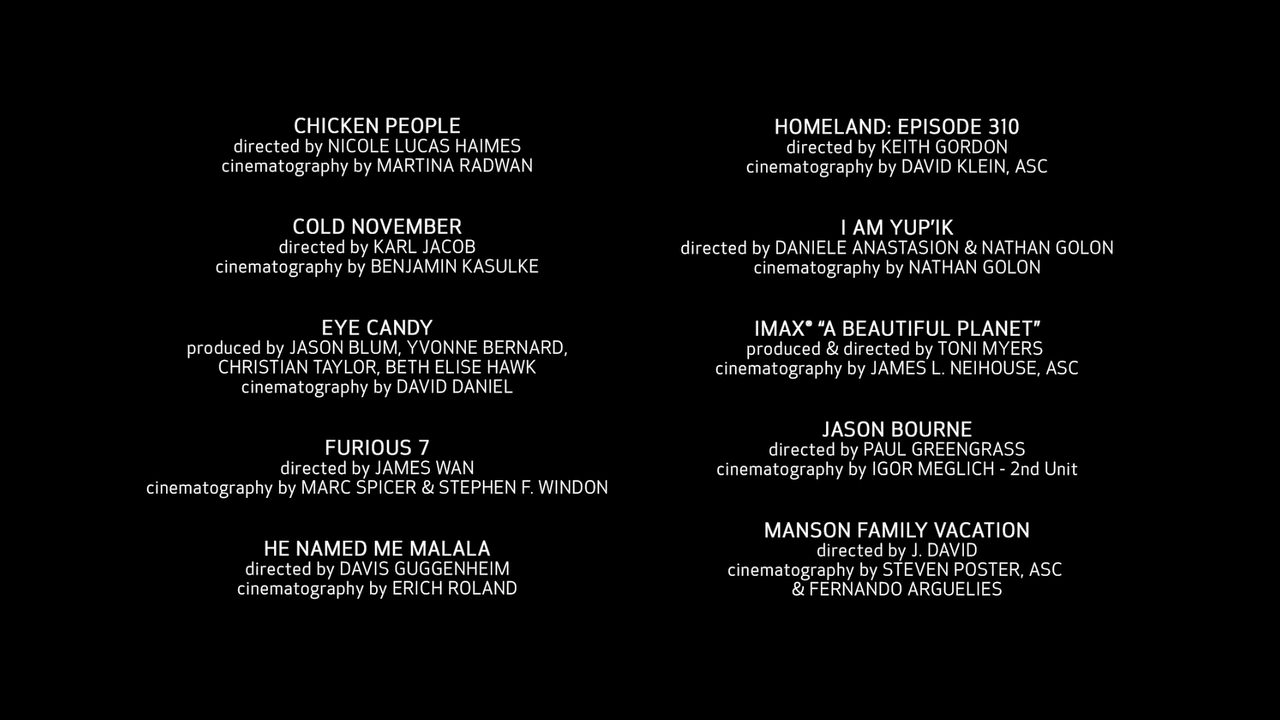 CHICKEN PEOPLE
directed by NICOLE LUCAS HAIMES
cinematography by MARTINA RADWAN
COLD NOVEMBER
directed by KARL JACOB
cinematography by BENJAMIN KASULKE
EYE CANDY
produced by JASON BLUM, YVONNE BERNARD,
CHRISTIAN TAYLOR, BETH ELISE HAWK
cinematography by DAVID DANIEL
FURIOUS 7
directed by JAMES WAN
cinematography by MARC SPICER & STEPHEN F. WINDON
HE NAMED ME MALALA
directed by DAVIS GUGGENHEIM
cinematography by ERICH ROLAND
HOMELAND: EPISODE 310
directed by KEITH GORDON
cinematography by DAVID KLEIN, ASC
I AM YUP'IK
directed by DANIELE ANASTASION & NATHAN GOLON
cinematography by NATHAN GOLON
IMAX® “A BEAUTIFUL PLANET”
produced & directed by TONI MYERS
cinematography by JAMES L. NEIHOUSE, ASC
JASON BOURNE
directed by PAUL GREENGRASS
cinematography by IGOR MEGLICH - 2nd Unit
MANSON FAMILY VACATION
directed by J. DAVID
cinematography by STEVEN POSTER, ASC
& FERNANDO ARGUELIES